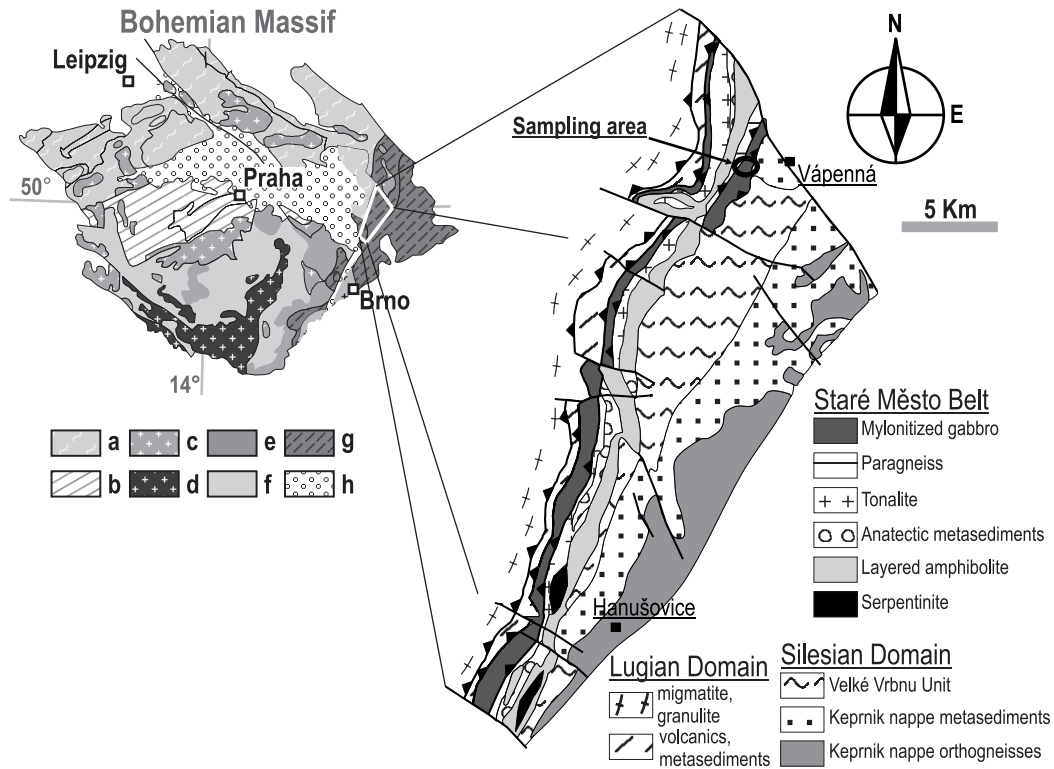 Bohemian Massif
Leipzig
50°
Praha
Brno
14°
a
c
e
g
b
d
f
h
Sampling area
Vápenná
N
E
5 Km
Hanušovice
Staré Město Belt
Mylonitized gabbro
Paragneiss
Tonalite
Anatectic metasediments
Layered amphibolite
Serpentinite
Lugian Domain
migmatite,
granulite
volcanics,
metasediments
Silesian Domain
Velké Vrbnu Unit
Keprnik nappe metasediments
Keprnik nappe orthogneisses